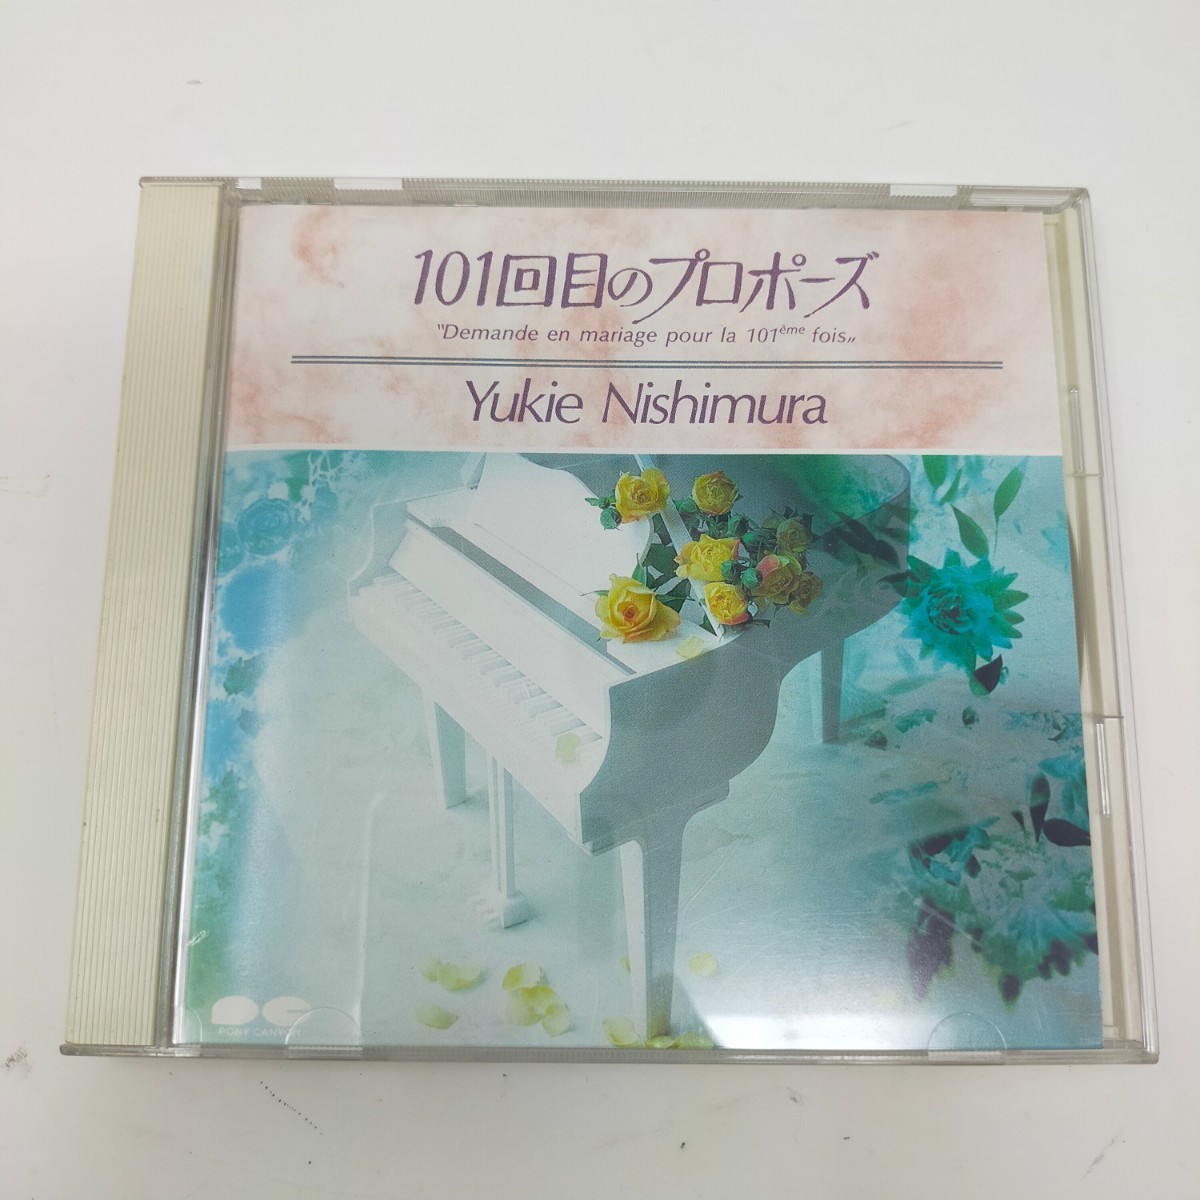 101回目のプロポーズ
"Demande en mariage pour la 101ème fois„
Yukie Nishimura
PONY CANYON